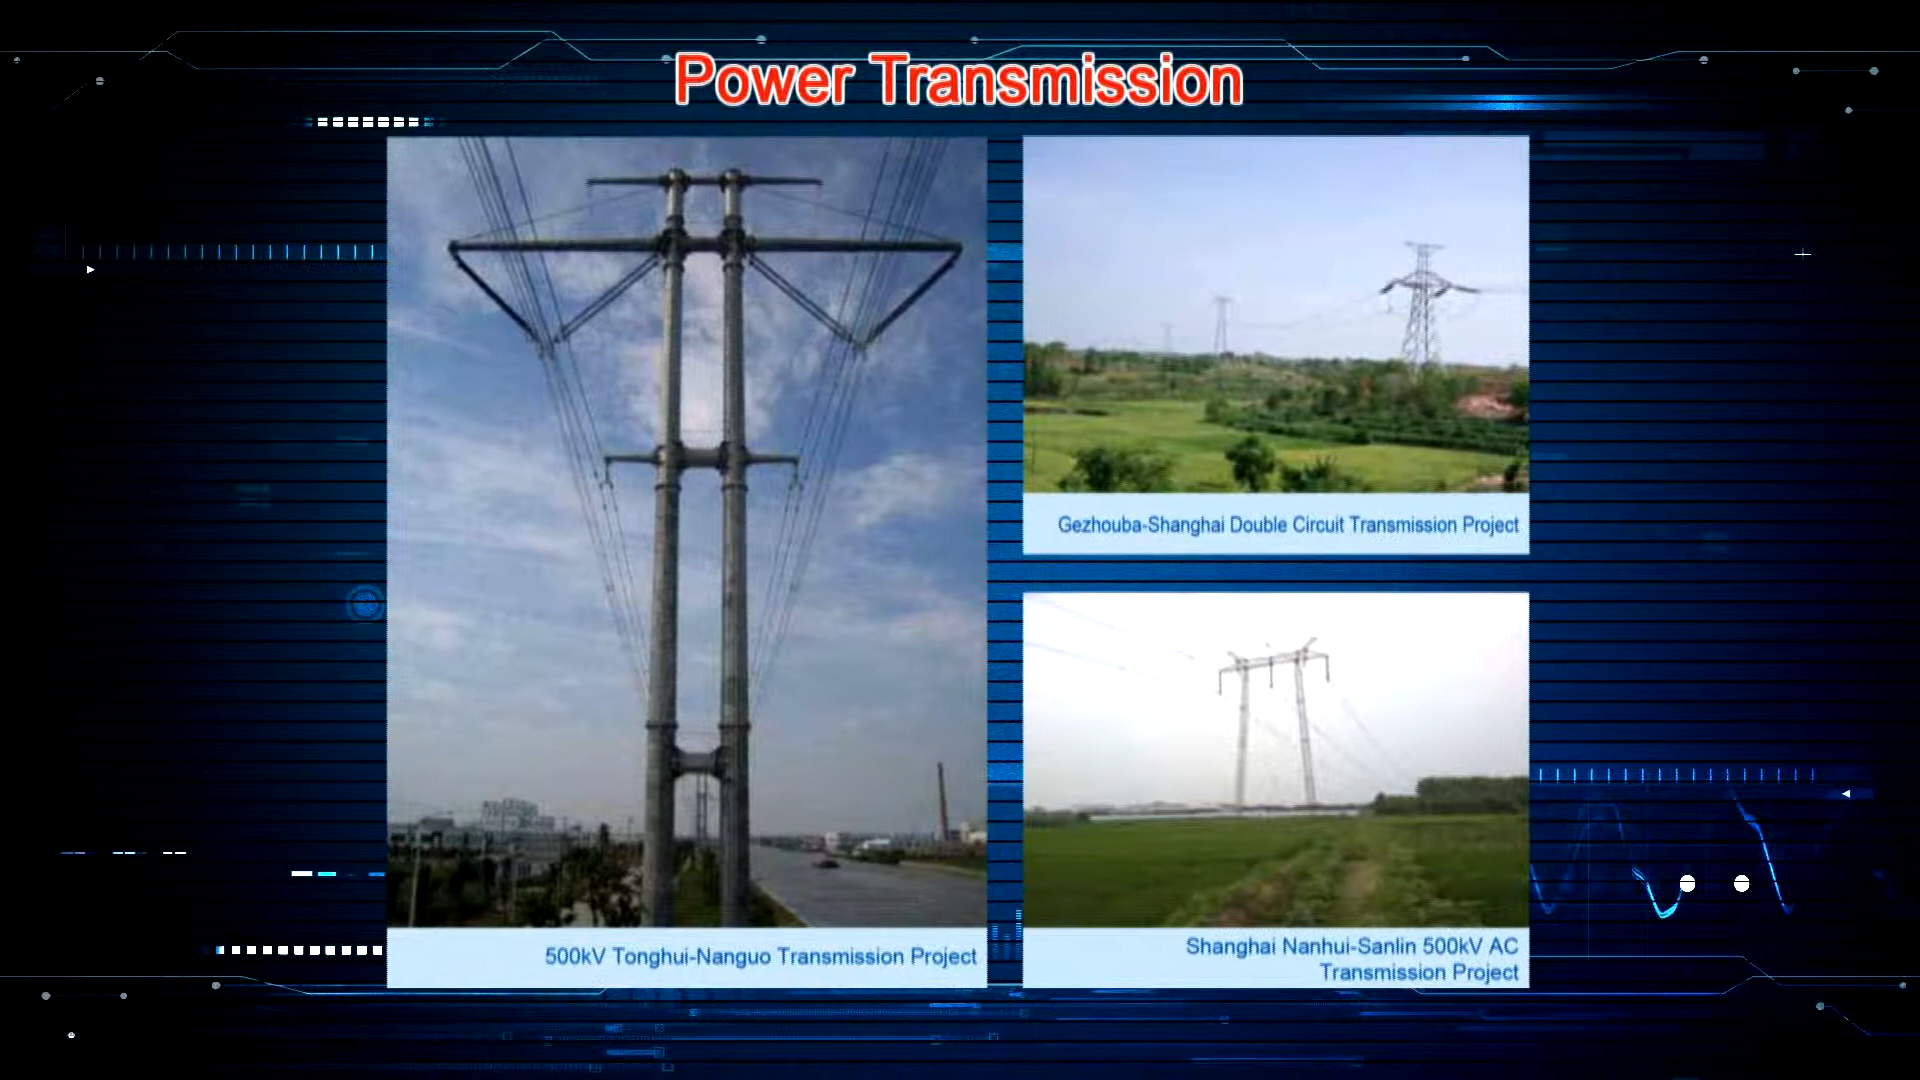 Power Transmission
500kV Tonghui-Nanguo Transmission Project
Gezhouba-Shanghai Double Circuit Transmission Project
Shanghai Nanhui-Sanlin 500kV AC
Transmission Project